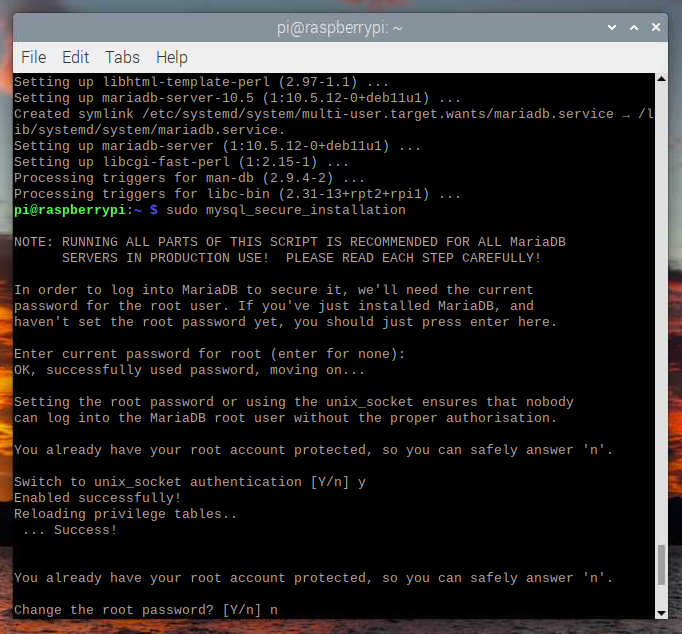 pi@raspberrypi: ~
File Edit Tabs Help
Setting up libhtml-template-perl (2.97-1.1) ...
Setting up mariadb-server-10.5 (1:10.5.12-0+deb11u1) ...
Created symlink /etc/systemd/system/multi-user.target.wants/mariadb.service → /l
ib/systemd/system/mariadb.service.
Setting up mariadb-server (1:10.5.12-0+deb11u1) ...
Setting up libcgi-fast-perl (1:2.15-1) ...
Processing triggers for man-db (2.9.4-2) ...
Processing triggers for libc-bin (2.31-13+rpt2+rpi1) ...
pi@raspberrypi:~ $ sudo mysql_secure_installation
NOTE: RUNNING ALL PARTS OF THIS SCRIPT IS RECOMMENDED FOR ALL MariaDB
SERVERS IN PRODUCTION USE!  PLEASE READ EACH STEP CAREFULLY!
In order to log into MariaDB to secure it, we'll need the current
password for the root user. If you've just installed MariaDB, and
haven't set the root password yet, you should just press enter here.
Enter current password for root (enter for none):
OK, successfully used password, moving on...
Setting the root password or using the unix_socket ensures that nobody
can log into the MariaDB root user without the proper authorisation.
You already have your root account protected, so you can safely answer 'n'.
Switch to unix_socket authentication [Y/n] y
Enabled successfully!
Reloading privilege tables..
... Success!
You already have your root account protected, so you can safely answer 'n'.
Change the root password? [Y/n] n